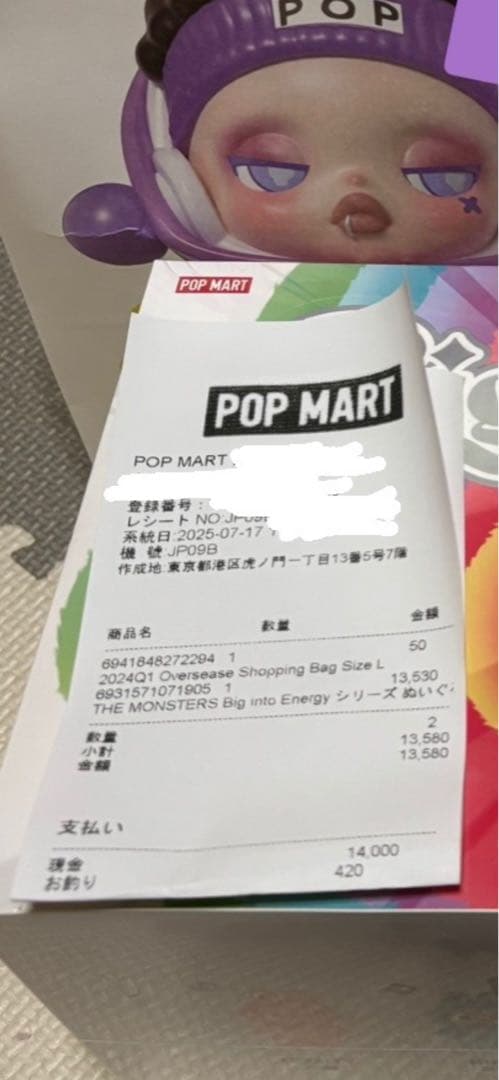 POP
POP MART
POP MART
POP MART
登録番号:
レシート NO:JP09B
系統日:2025-07-17
機 號 JP09B
作成地:東京都港区虎ノ門一丁目13番5号7階
商品名 数量 金額
6941848272294 1 50
2024Q1 Oversease Shopping Bag Size L
6931571071905 1 13,530
THE MONSTERS Big into Energy シリーズ ぬいぐ
数量 2
小計 13,580
金額 13,580
支払い
現金 14,000
お釣り 420